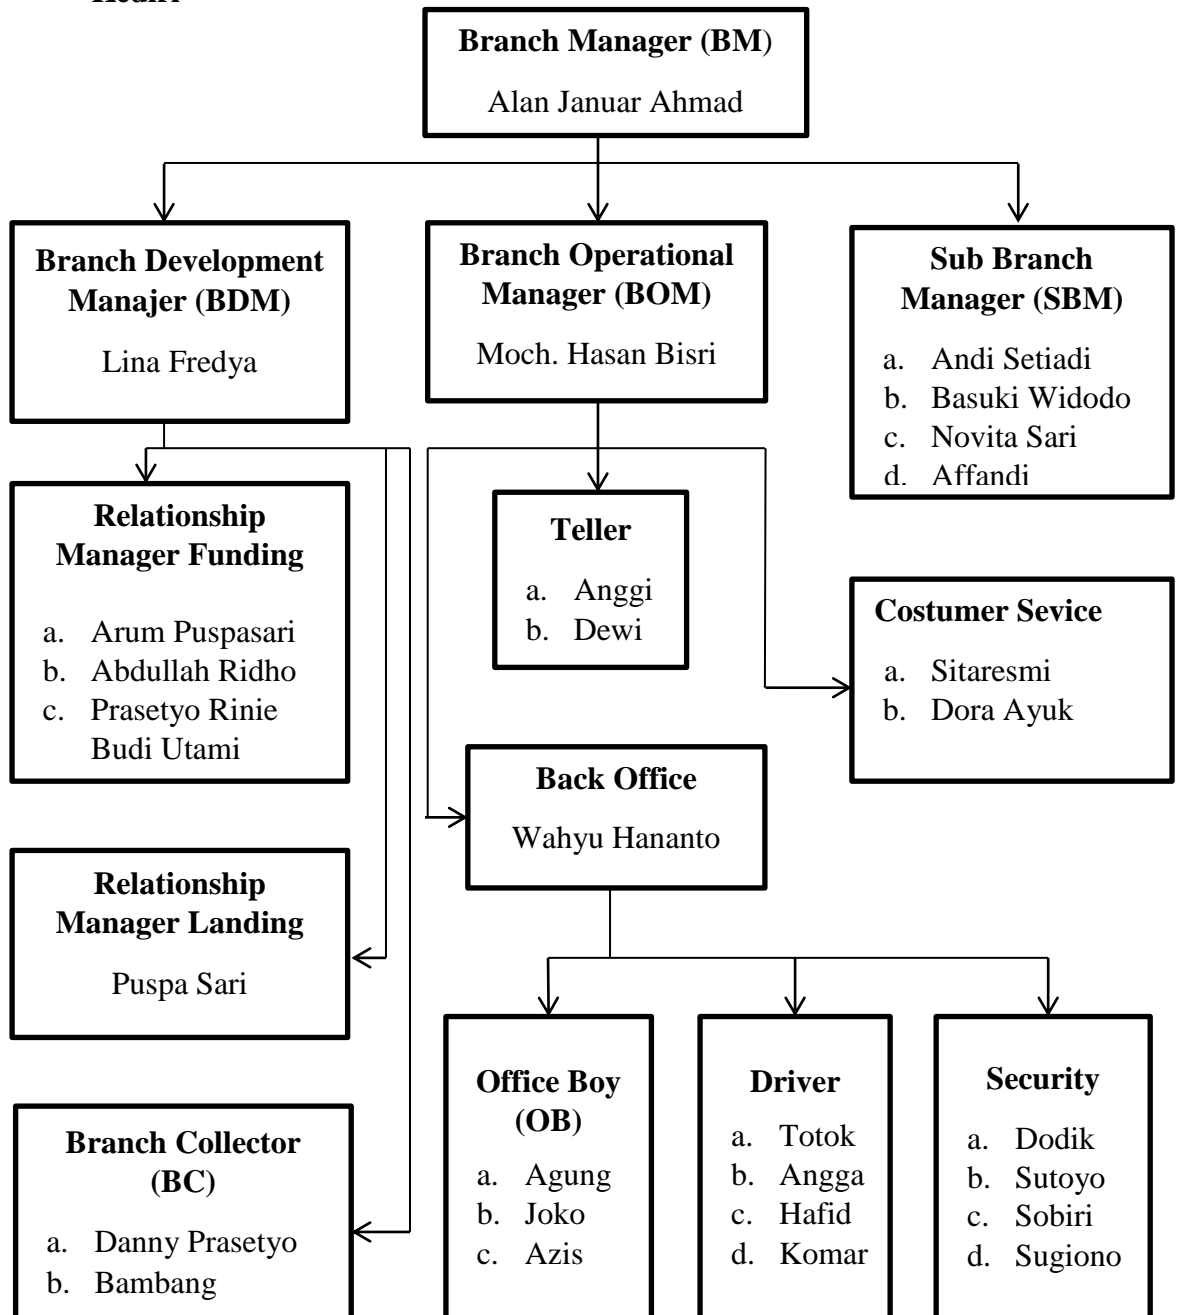 Branch Manager (BM)
Alan Januar Ahmad
Branch Development
Manajer (BDM)
Lina Fredya
Branch Operational
Manager (BOM)
Moch. Hasan Bisri
Sub Branch
Manager (SBM)
a. Andi Setiadi
b. Basuki Widodo
c. Novita Sari
d. Affandi
Relationship
Manager Funding
a. Arum Puspasari
b. Abdullah Ridho
c. Prasetyo Rinie
Budi Utami
Teller
a. Anggi
b. Dewi
Costumer Sevice
a. Sitaresmi
b. Dora Ayuk
Back Office
Wahyu Hananto
Relationship
Manager Landing
Puspa Sari
Branch Collector
(BC)
a. Danny Prasetyo
b. Bambang
Office Boy
(OB)
a. Agung
b. Joko
c. Azis
Driver
a. Totok
b. Angga
c. Hafid
d. Komar
Security
a. Dodik
b. Sutoyo
c. Sobiri
d. Sugiono